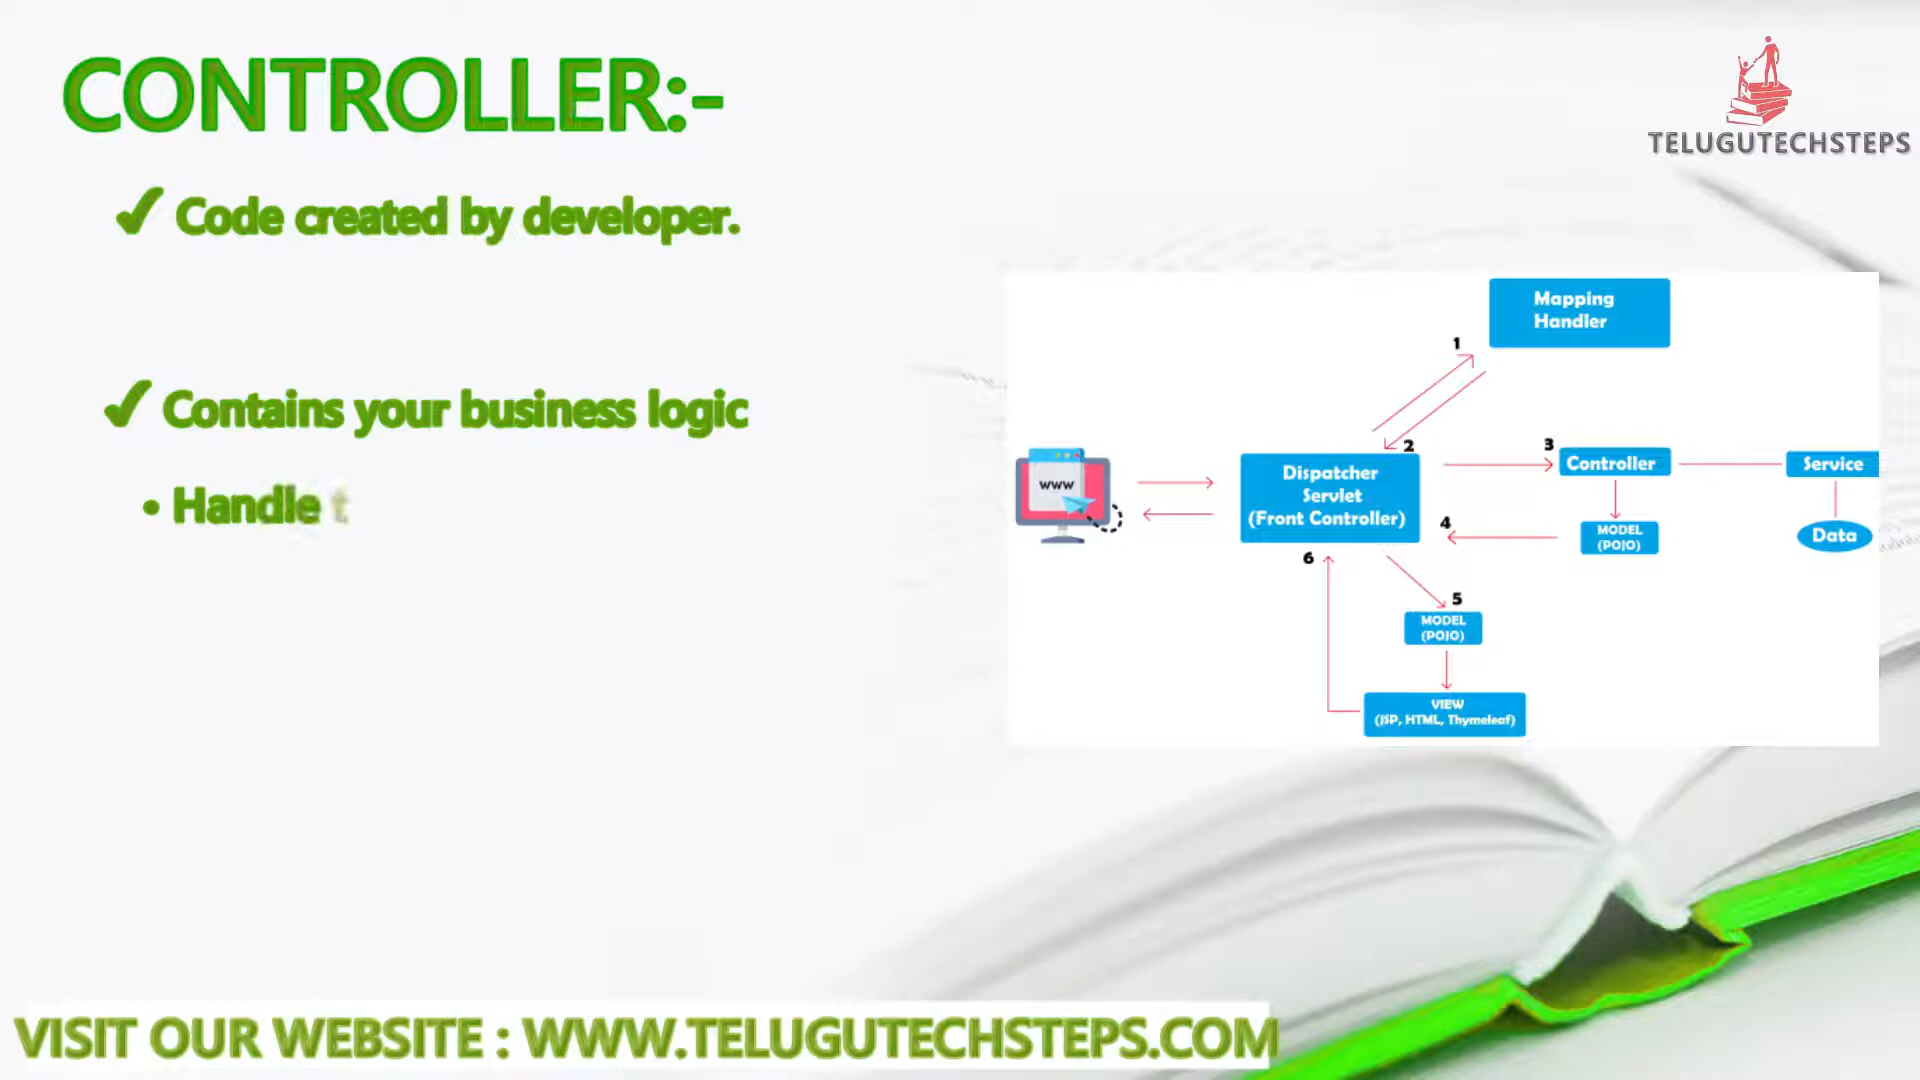 CONTROLLER:-
TELUGUTECHSTEPS
✔ Code created by developer.
✔ Contains your business logic
• Handle t
Mapping
Handler
1
2
3
Controller
Service
www
Dispatcher
Servlet
(Front Controller)
4
MODEL
(POJO)
Data
6
5
MODEL
(POJO)
VIEW
(JSP, HTML, Thymeleaf)
VISIT OUR WEBSITE : WWW.TELUGUTECHSTEPS.COM